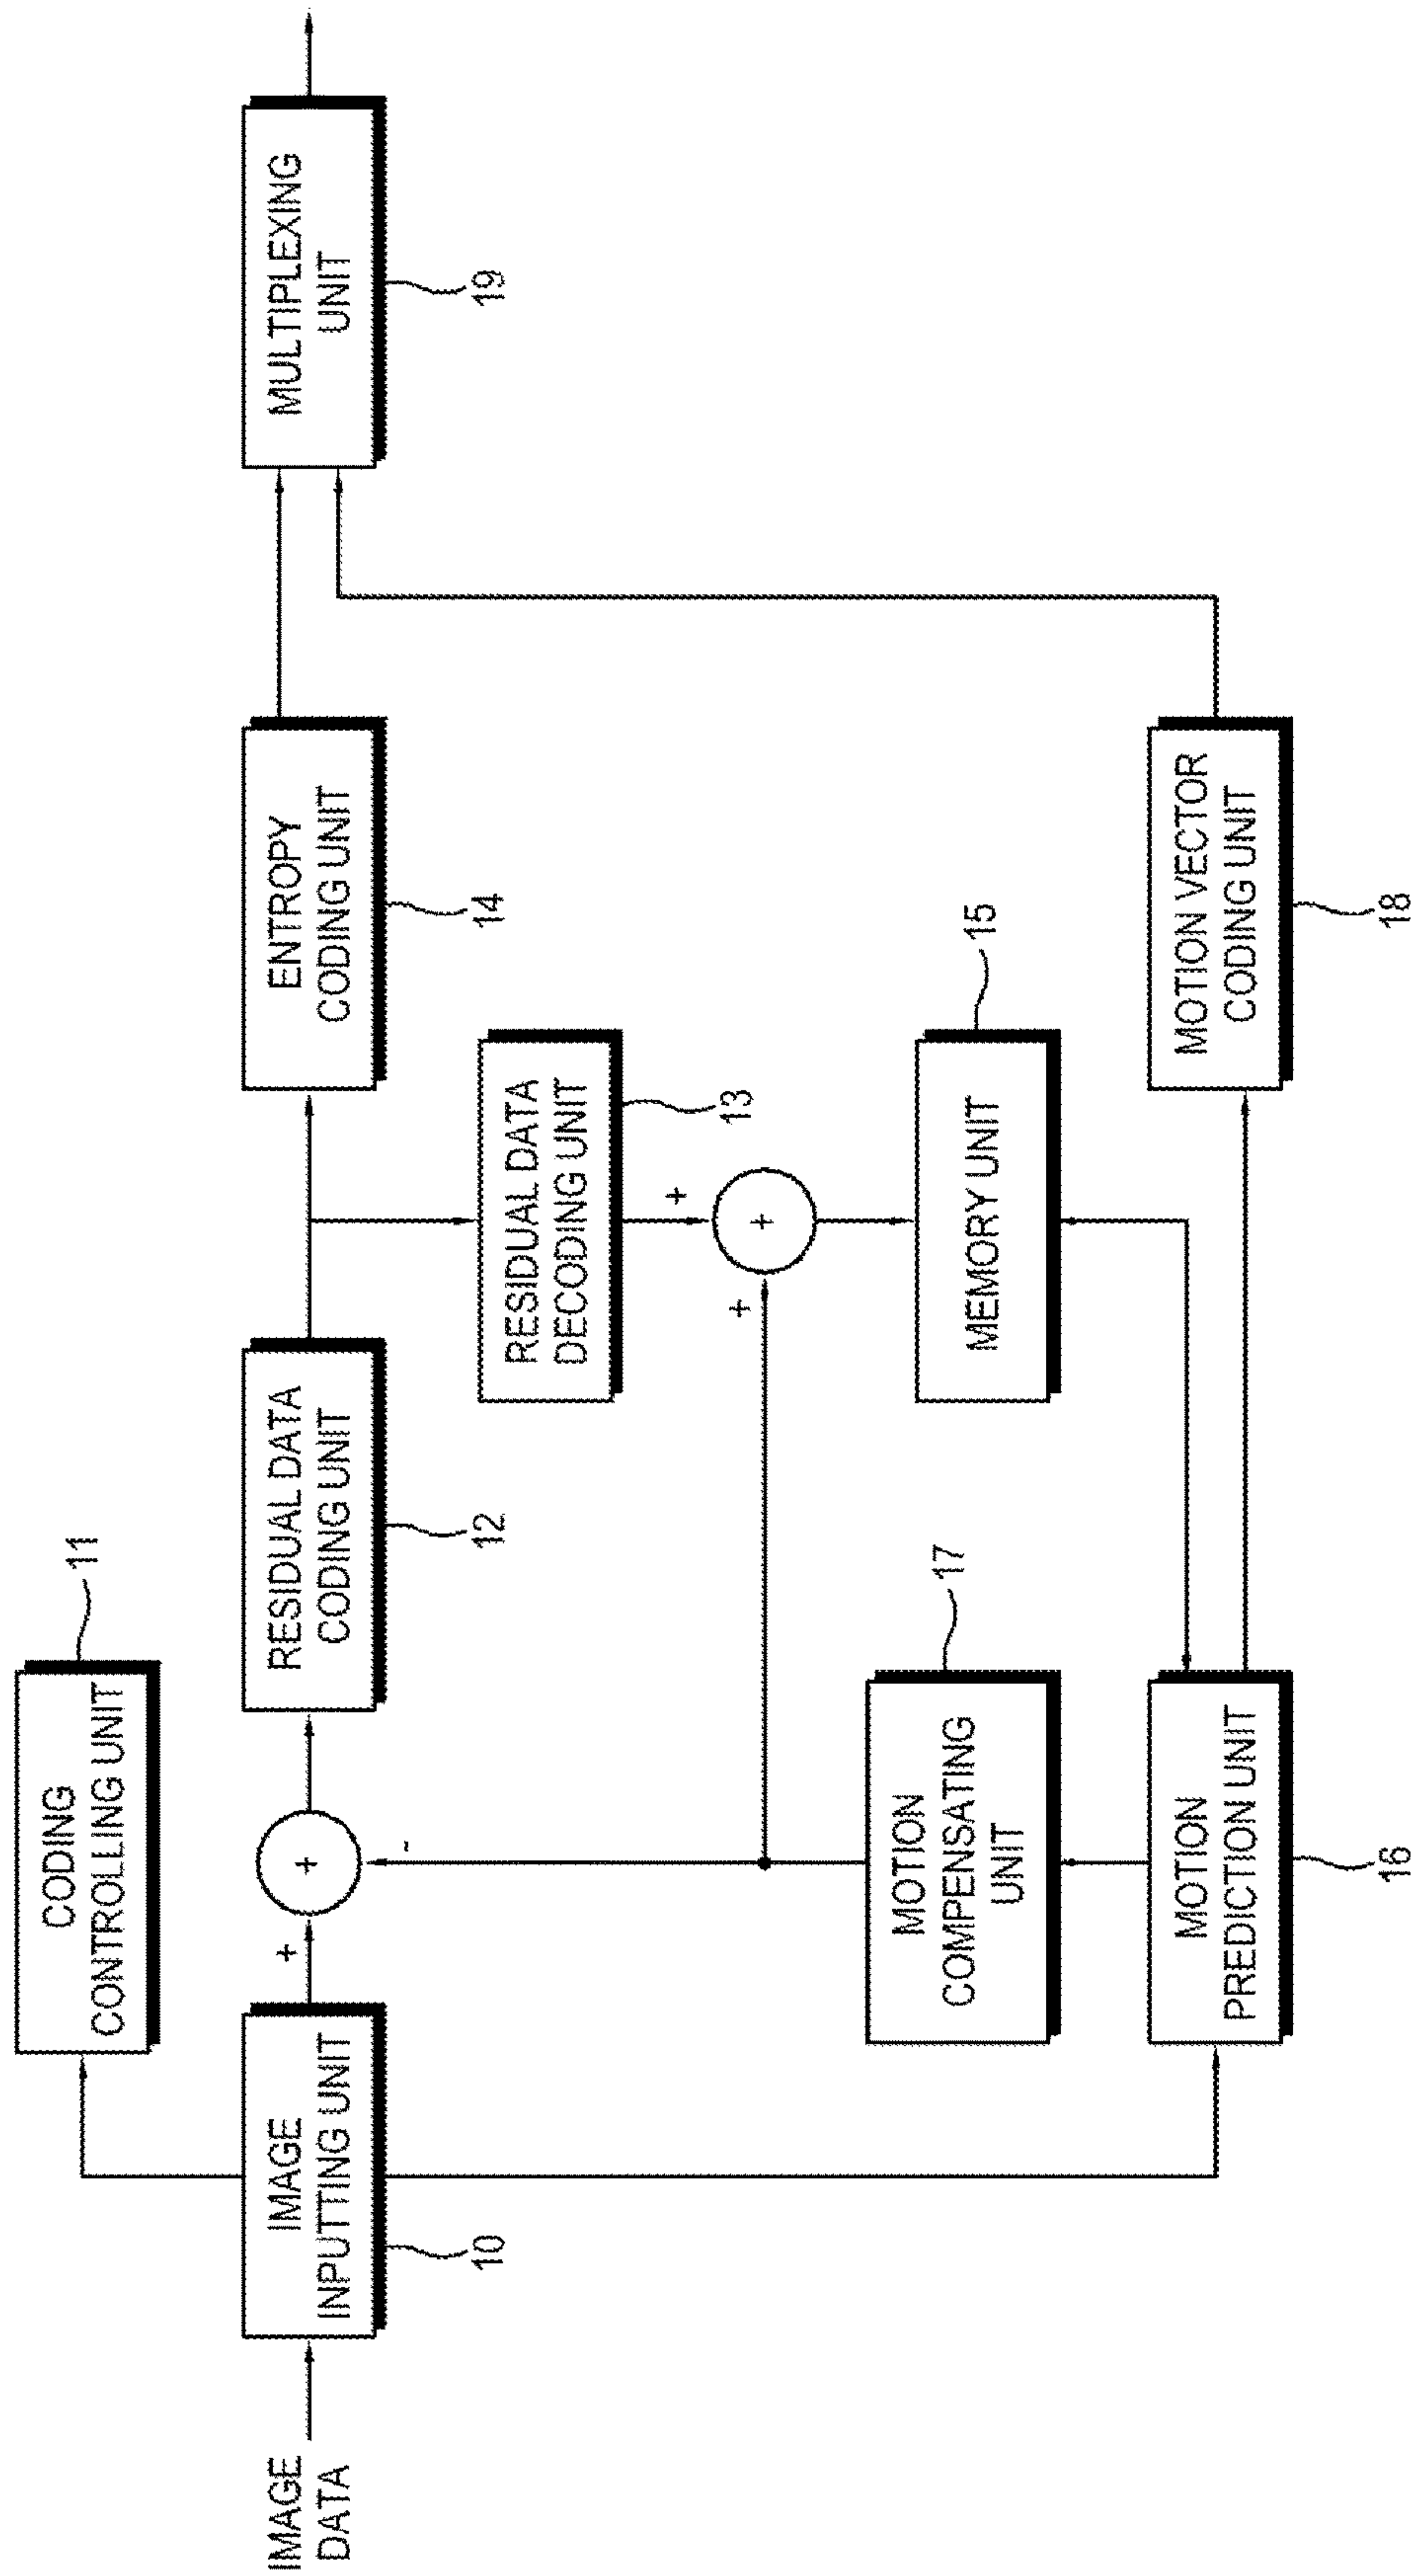 CODING
CONTROLLING UNIT
11
IMAGE
DATA
IMAGE
INPUTTING UNIT
10
+
+
-
RESIDUAL DATA
CODING UNIT
12
ENTROPY
CODING UNIT
14
MULTIPLEXING
UNIT
19
RESIDUAL DATA
DECODING UNIT
13
+
+
+
MOTION
COMPENSATING
UNIT
17
MEMORY UNIT
15
MOTION
PREDICTION UNIT
16
MOTION VECTOR
CODING UNIT
18